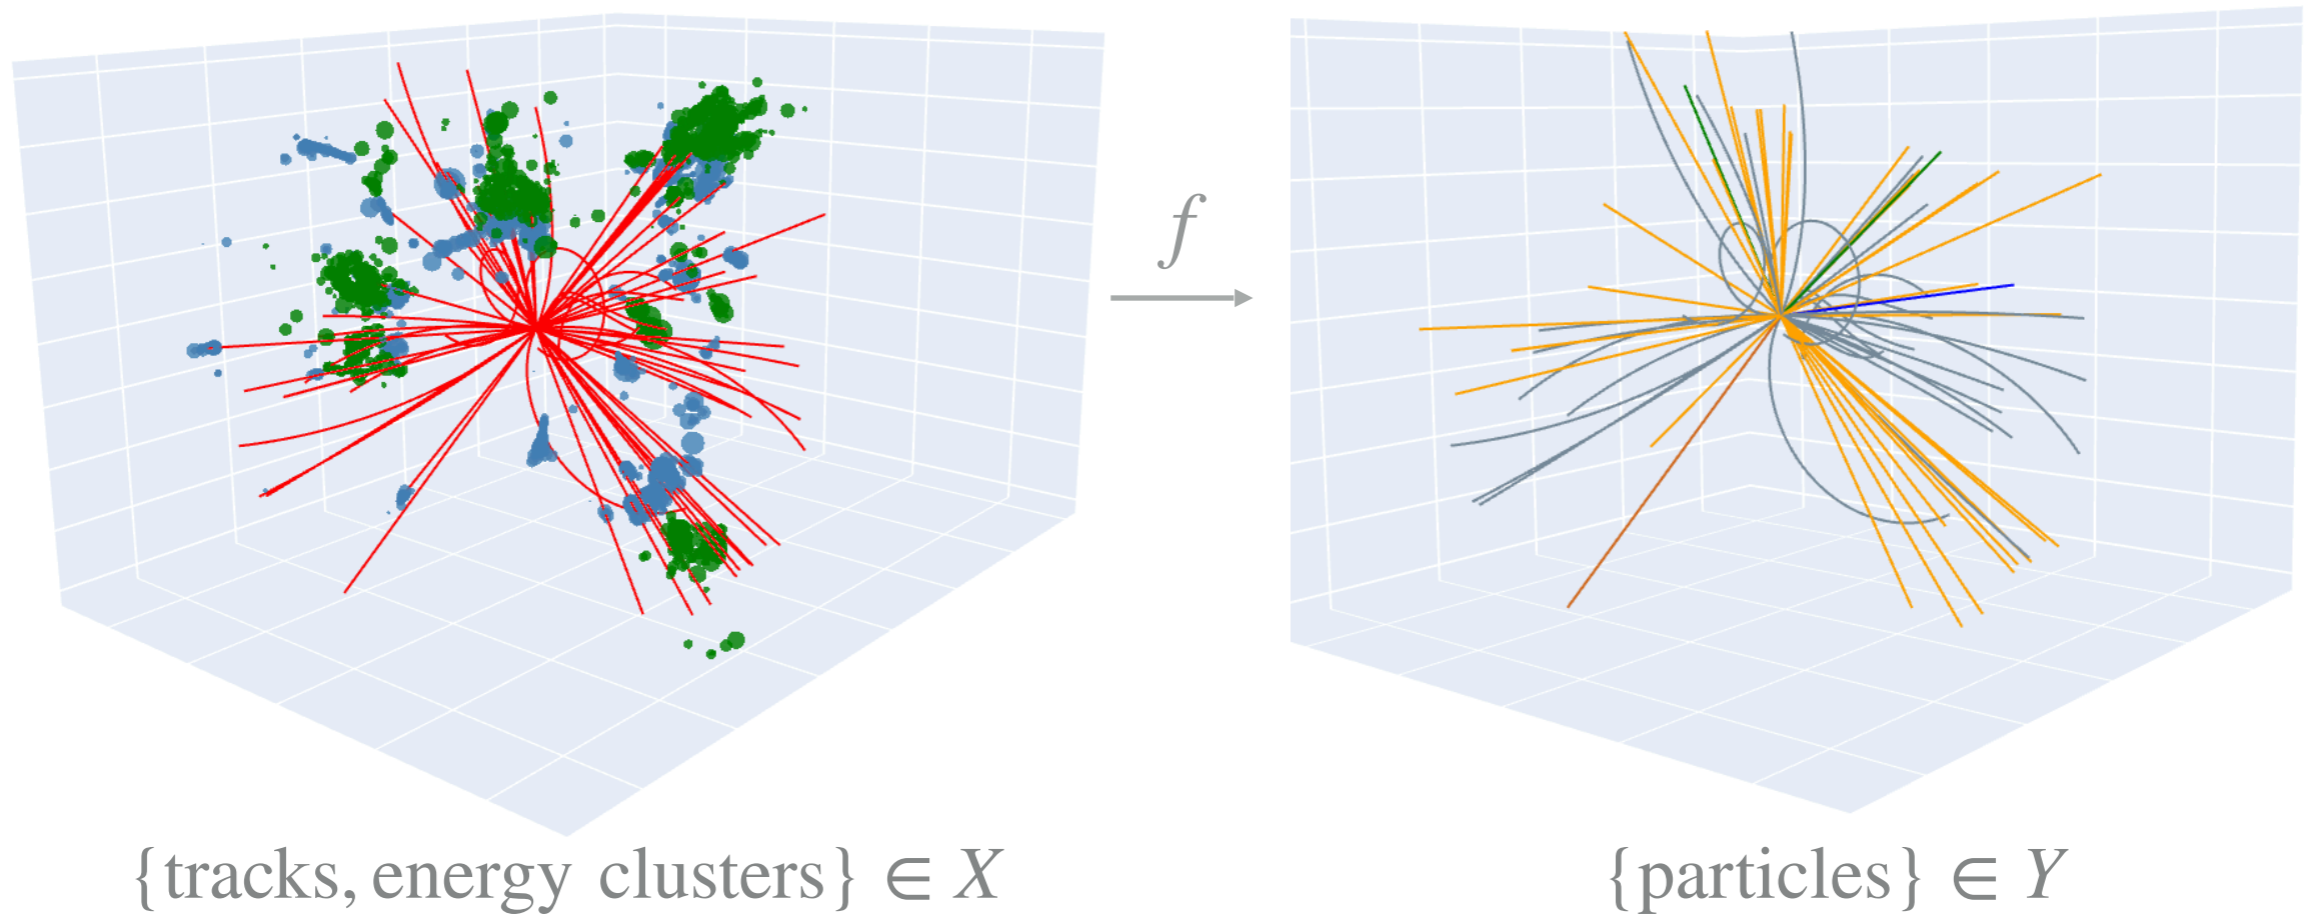 f
{tracks, energy clusters} ∈ X
{particles} ∈ Y